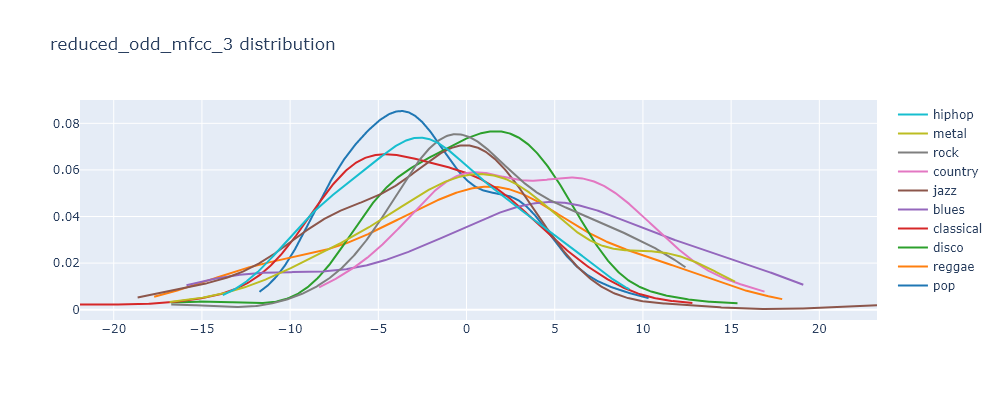 reduced_odd_mfcc_3 distribution
0.08
0.06
0.04
0.02
0
−20
−15
−10
−5
0
5
10
15
20
hiphop
metal
rock
country
jazz
blues
classical
disco
reggae
pop